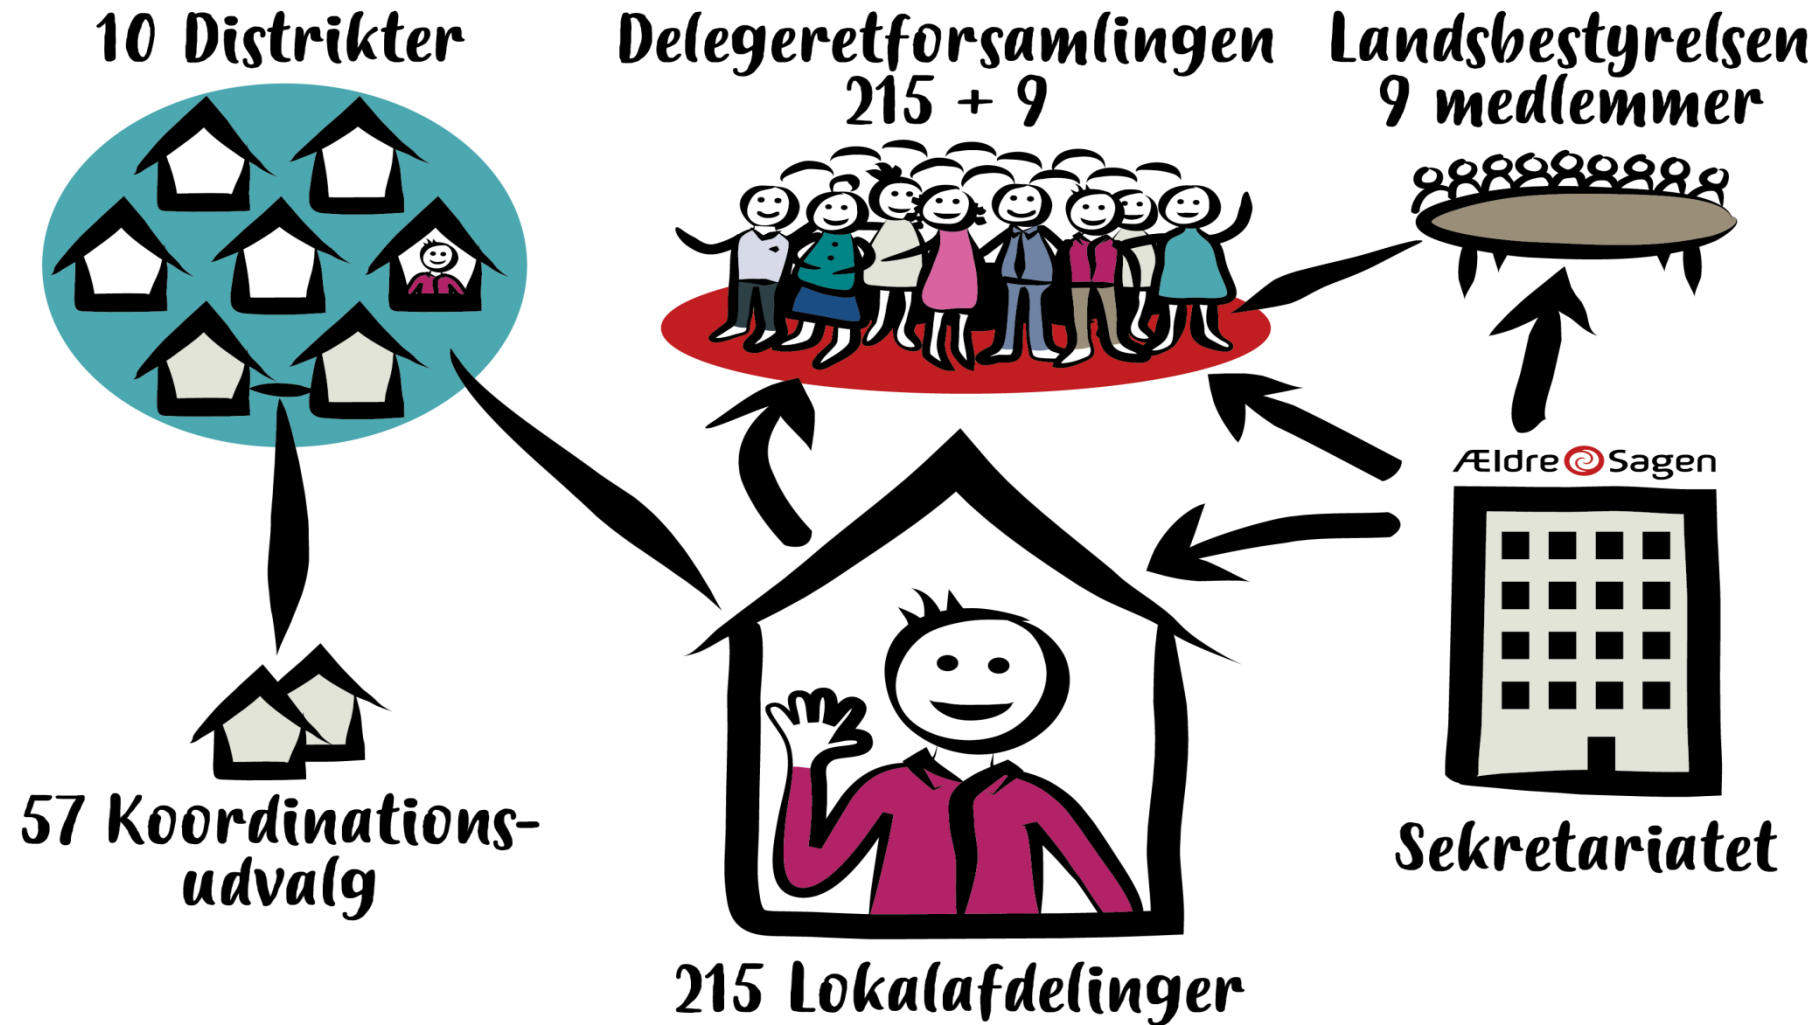 10 Distrikter
Delegeretforsamlingen
215 + 9
Landsbestyrelsen
9 medlemmer
ÆldreSagen
57 Koordinations-
udvalg
Sekretariatet
215 Lokalafdelinger